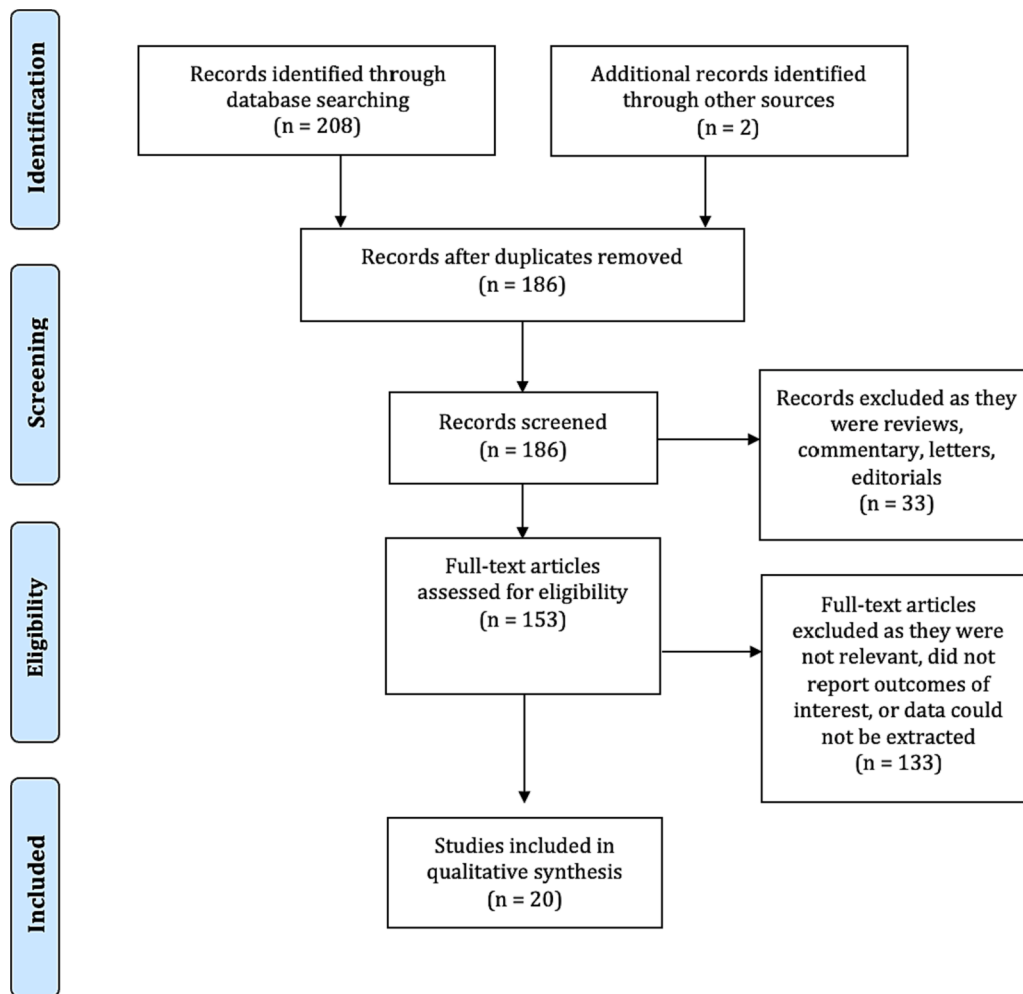 Identification
Records identified through
database searching
(n = 208)
Additional records identified
through other sources
(n = 2)
Records after duplicates removed
(n = 186)
Screening
Records screened
(n = 186)
Records excluded as they
were reviews,
commentary, letters,
editorials
(n = 33)
Eligibility
Full-text articles
assessed for eligibility
(n = 153)
Full-text articles
excluded as they were
not relevant, did not
report outcomes of
interest, or data could
not be extracted
(n = 133)
Included
Studies included in
qualitative synthesis
(n = 20)